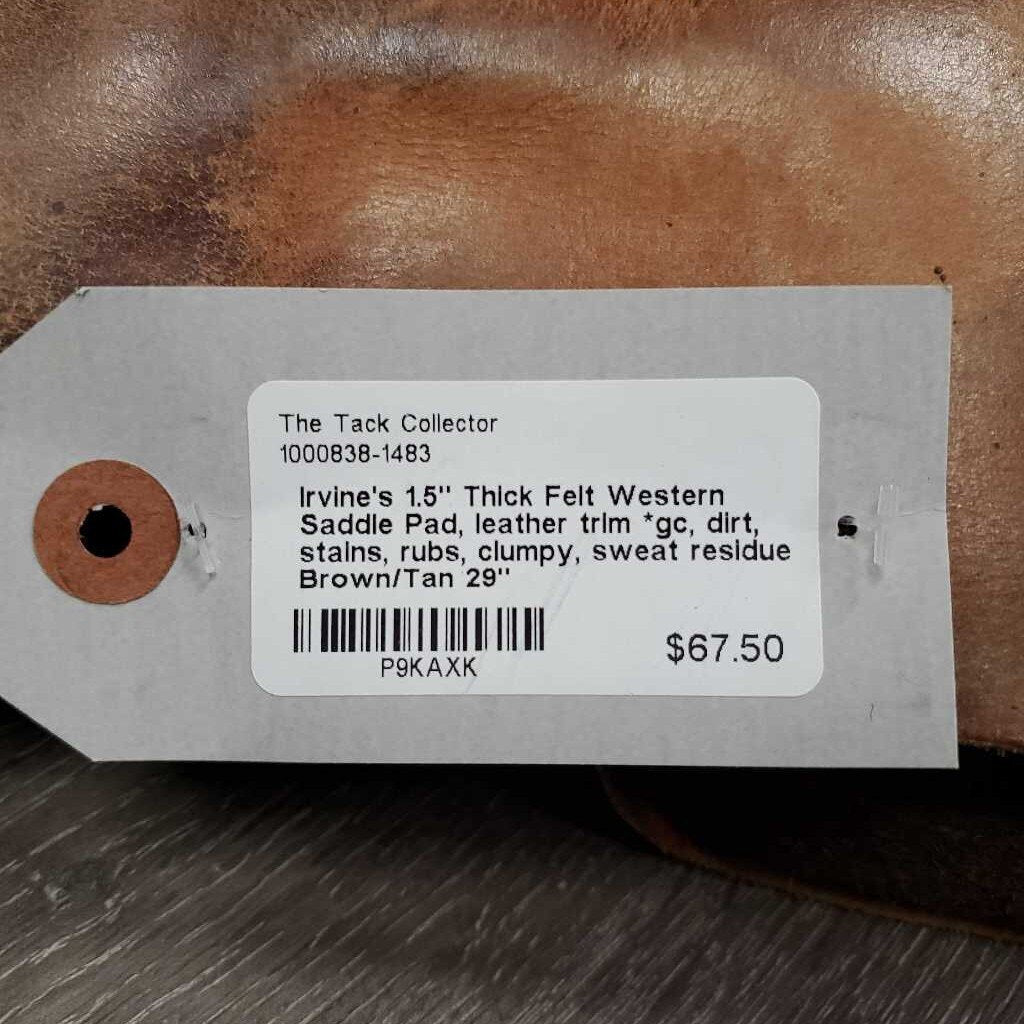 The Tack Collector
1000838-1483
Irvine's 1.5" Thick Felt Western
Saddle Pad, leather trim *gc, dirt,
stains, rubs, clumpy, sweat residue
Brown/Tan 29"
P9KAXK
$67.50